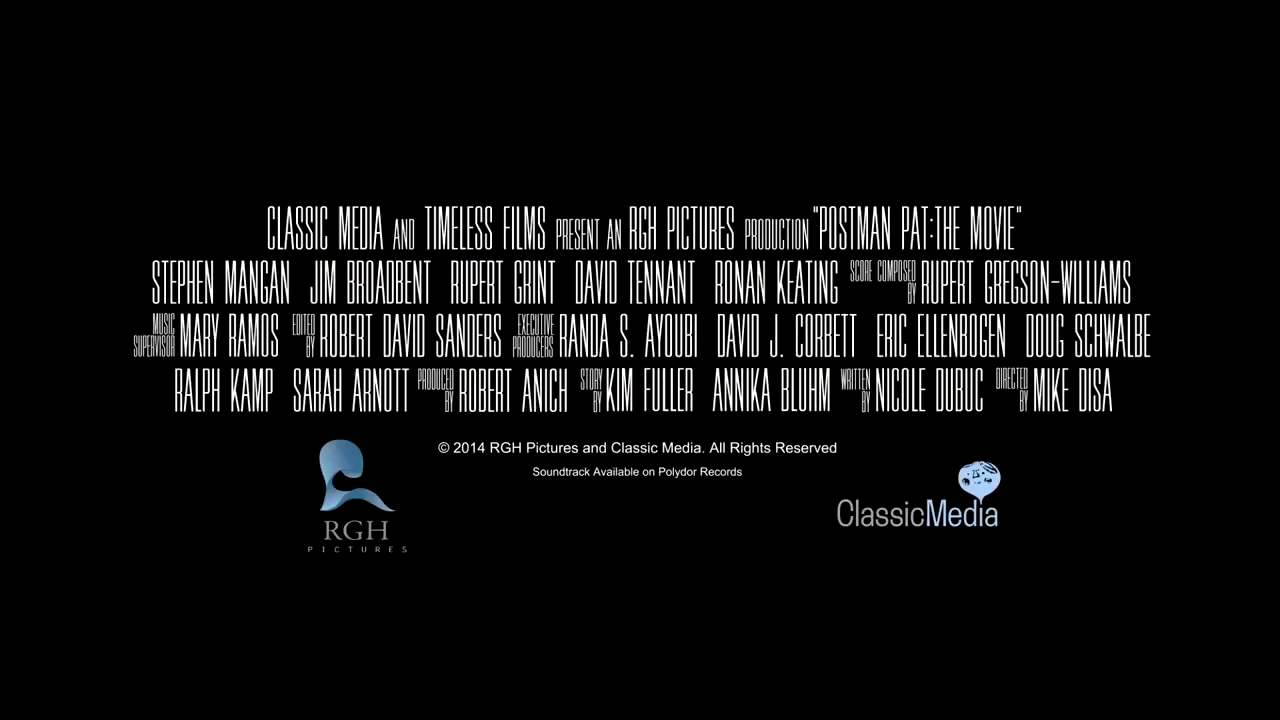 CLASSIC MEDIA AND TIMELESS FILMS PRESENT AN RGH PICTURES PRODUCTION "POSTMAN PAT:THE MOVIE"
STEPHEN MANGAN JIM BROADBENT RUPERT GRINT DAVID TENNANT RONAN KEATING SCORE COMPOSED BY RUPERT GREGSON-WILLIAMS
MUSIC SUPERVISOR MARY RAMOS EDITED BY ROBERT DAVID SANDERS EXECUTIVE PRODUCERS RANDA S. AYOUBI DAVID J. CORBETT ERIC ELLENBOGEN DOUG SCHWALBE
RALPH KAMP SARAH ARNOTT PRODUCED BY ROBERT ANICH STORY BY KIM FULLER ANNIKA BLUHM WRITTEN BY NICOLE DUBUC DIRECTED BY MIKE DISA
© 2014 RGH Pictures and Classic Media. All Rights Reserved
Soundtrack Available on Polydor Records
RGH
PICTURES
ClassicMedia